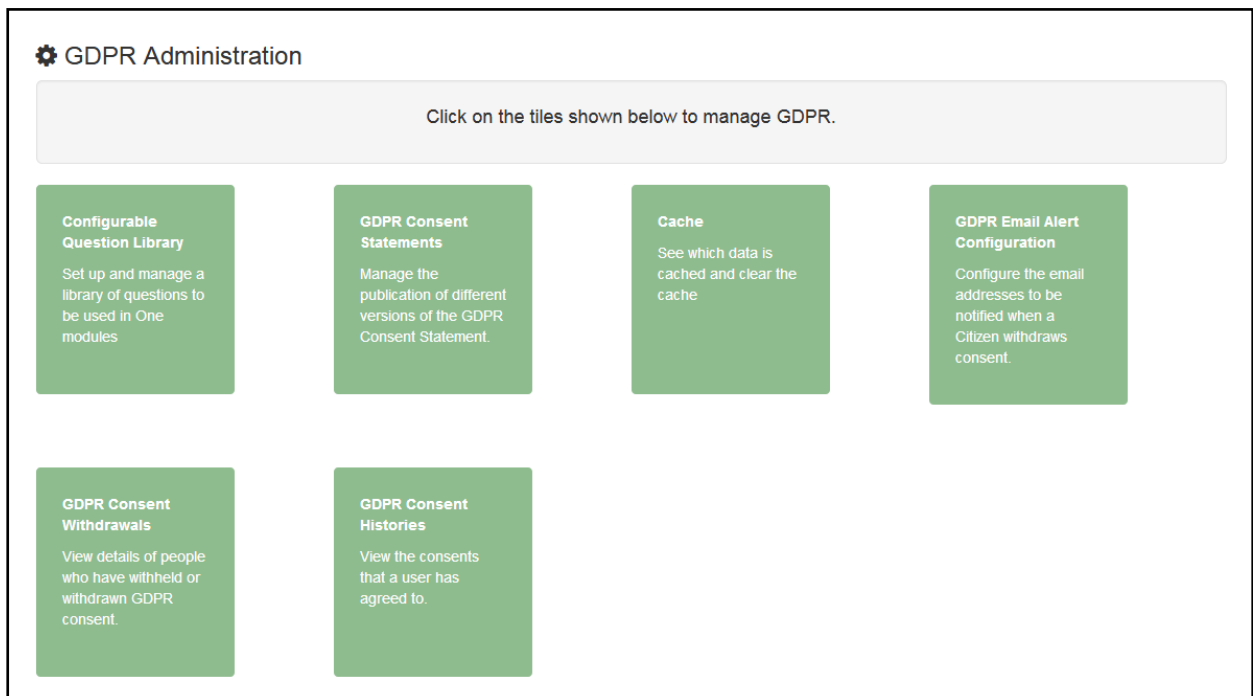 GDPR Administration
Click on the tiles shown below to manage GDPR.
Configurable
Question Library
Set up and manage a
library of questions to
be used in One
modules
GDPR Consent
Statements
Manage the
publication of different
versions of the GDPR
Consent Statement.
Cache
See which data is
cached and clear the
cache
GDPR Email Alert
Configuration
Configure the email
addresses to be
notified when a
Citizen withdraws
consent.
GDPR Consent
Withdrawals
View details of people
who have withheld or
withdrawn GDPR
consent.
GDPR Consent
Histories
View the consents
that a user has
agreed to.